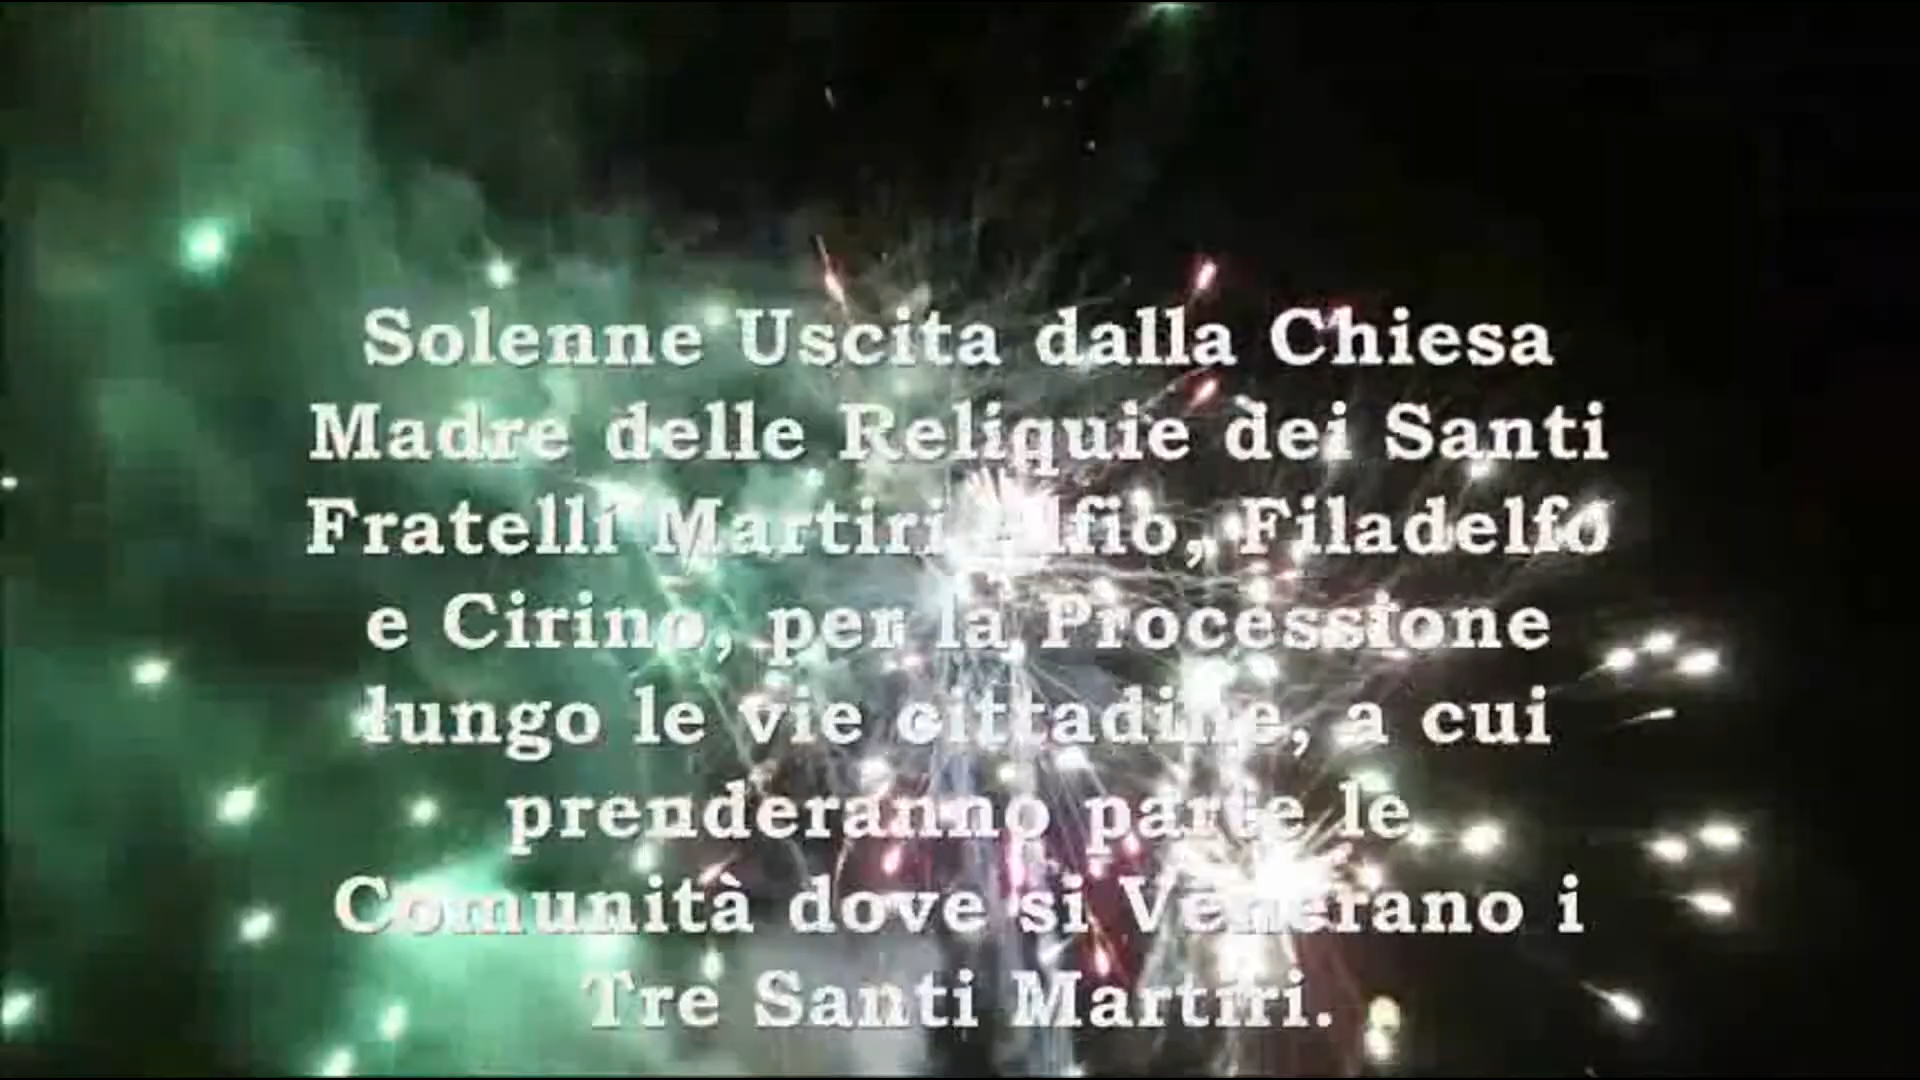 Solenne Uscita dalla Chiesa
Madre delle Reliquie dei Santi
Fratelli Martiri Alfio, Filadelfo
e Cirino, per la Processione
lungo le vie cittadine, a cui
prenderanno parte le
Comunità dove si Venerano i
Tre Santi Martiri.